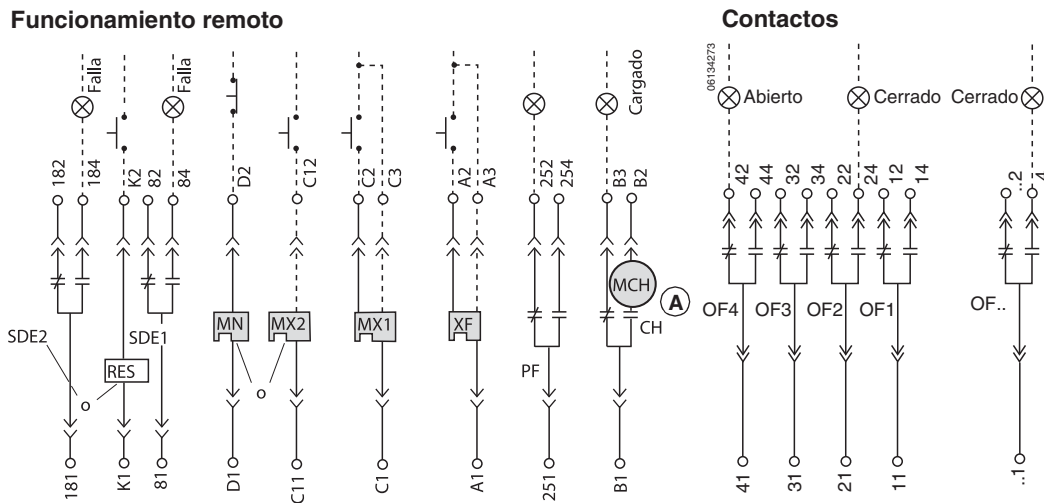 Funcionamiento remoto
Contactos
Falla
Falla
Cargado
06134273
Abierto
Cerrado
Cerrado
182
184
K2
82
84
D2
C12
C2
C3
A2
A3
252
254
B3
B2
42
44
32
34
22
24
12
14
..2
4
MCH
A
MN
MX2
MX1
XF
CH
OF4
OF3
OF2
OF1
OF..
SDE2
SDE1
RES
PF
o
o
181
K1
81
D1
C11
C1
A1
251
B1
41
31
21
11
..1